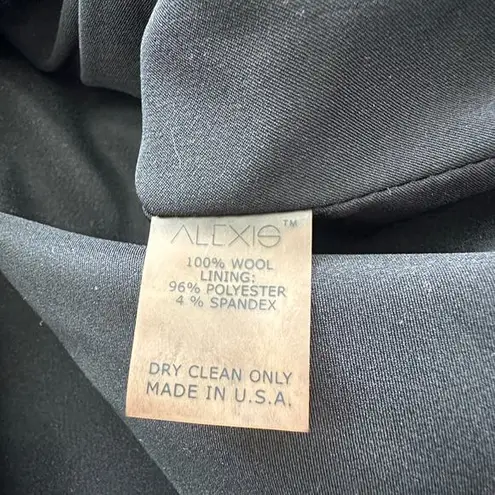 ALEXIS™
100% WOOL
LINING:
96% POLYESTER
4 % SPANDEX
DRY CLEAN ONLY
MADE IN U.S.A.